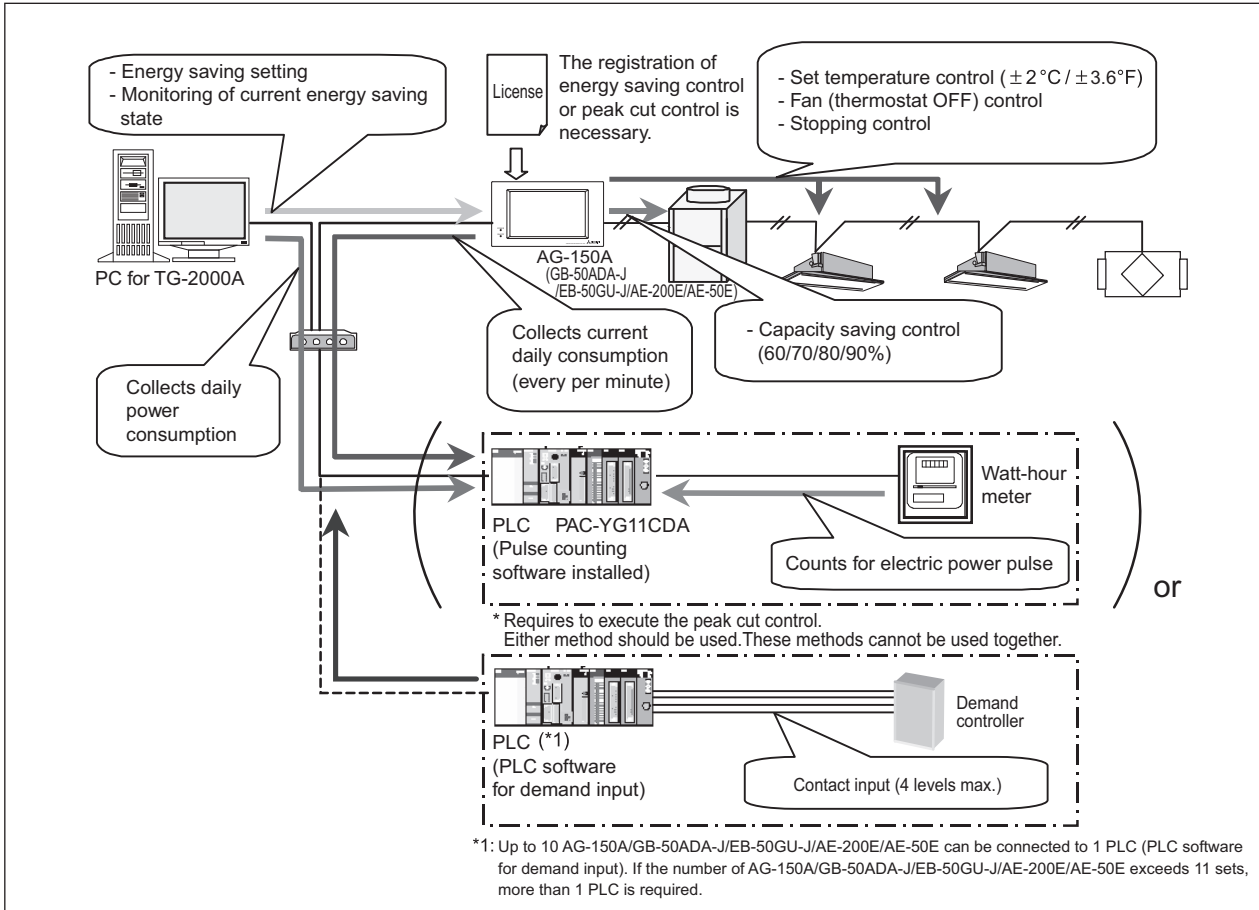 - Energy saving setting
- Monitoring of current energy saving
state
License
The registration of
energy saving control
or peak cut control is
necessary.
- Set temperature control (±2°C / ±3.6°F)
- Fan (thermostat OFF) control
- Stopping control
PC for TG-2000A
AG-150A
(GB-50ADA-J
/EB-50GU-J/AE-200E/AE-50E)
Collects current
daily consumption
(every per minute)
- Capacity saving control
(60/70/80/90%)
Collects daily
power
consumption
PLC PAC-YG11CDA
(Pulse counting
software installed)
Watt-hour
meter
Counts for electric power pulse
or
* Requires to execute the peak cut control.
Either method should be used.These methods cannot be used together.
PLC (*1)
(PLC software
for demand input)
Demand
controller
Contact input (4 levels max.)
*1: Up to 10 AG-150A/GB-50ADA-J/EB-50GU-J/AE-200E/AE-50E can be connected to 1 PLC (PLC software
for demand input). If the number of AG-150A/GB-50ADA-J/EB-50GU-J/AE-200E/AE-50E exceeds 11 sets,
more than 1 PLC is required.